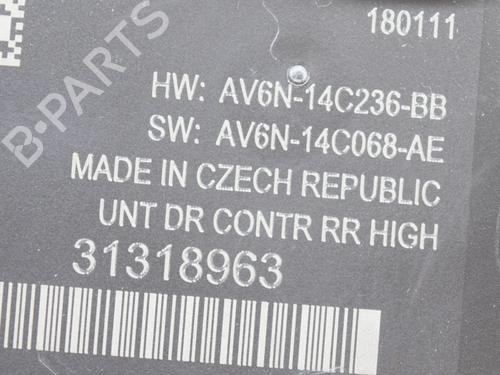 180111
HW: AV6N-14C236-BB
SW: AV6N-14C068-AE
MADE IN CZECH REPUBLIC
UNT DR CONTR RR HIGH
31318963
B-PARTS